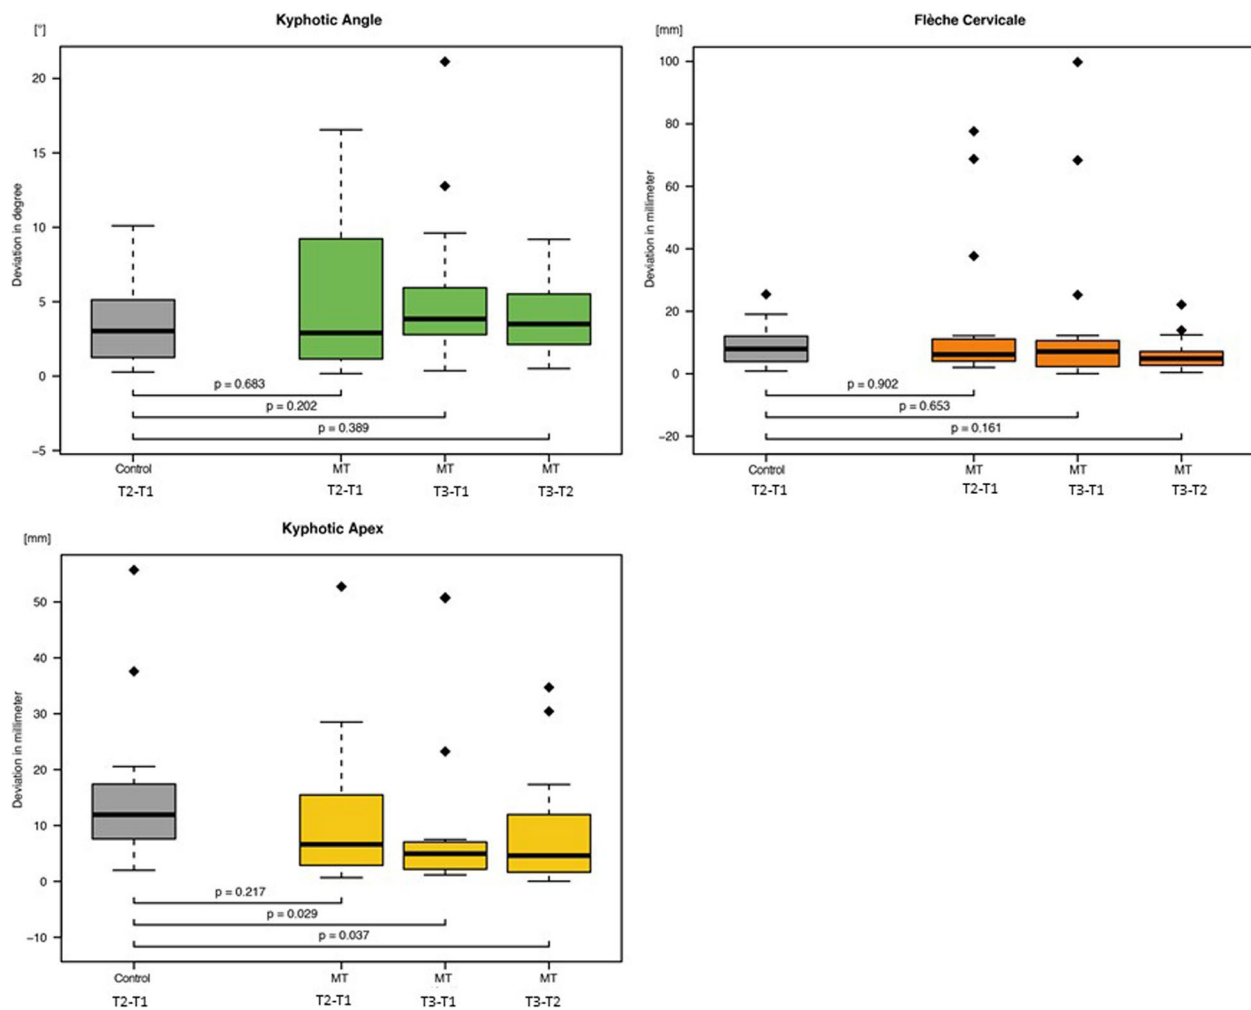 Kyphotic Angle
[°]
Deviation in degree
20
15
10
5
0
−5
p = 0.683
p = 0.202
p = 0.389
Control MT MT MT
T2-T1 T2-T1 T3-T1 T3-T2
Flèche Cervicale
[mm]
Deviation in millimeter
100
80
60
40
20
0
−20
p = 0.902
p = 0.653
p = 0.161
Control MT MT MT
T2-T1 T2-T1 T3-T1 T3-T2
Kyphotic Apex
[mm]
Deviation in millimeter
50
40
30
20
10
0
−10
p = 0.217
p = 0.029
p = 0.037
Control MT MT MT
T2-T1 T2-T1 T3-T1 T3-T2